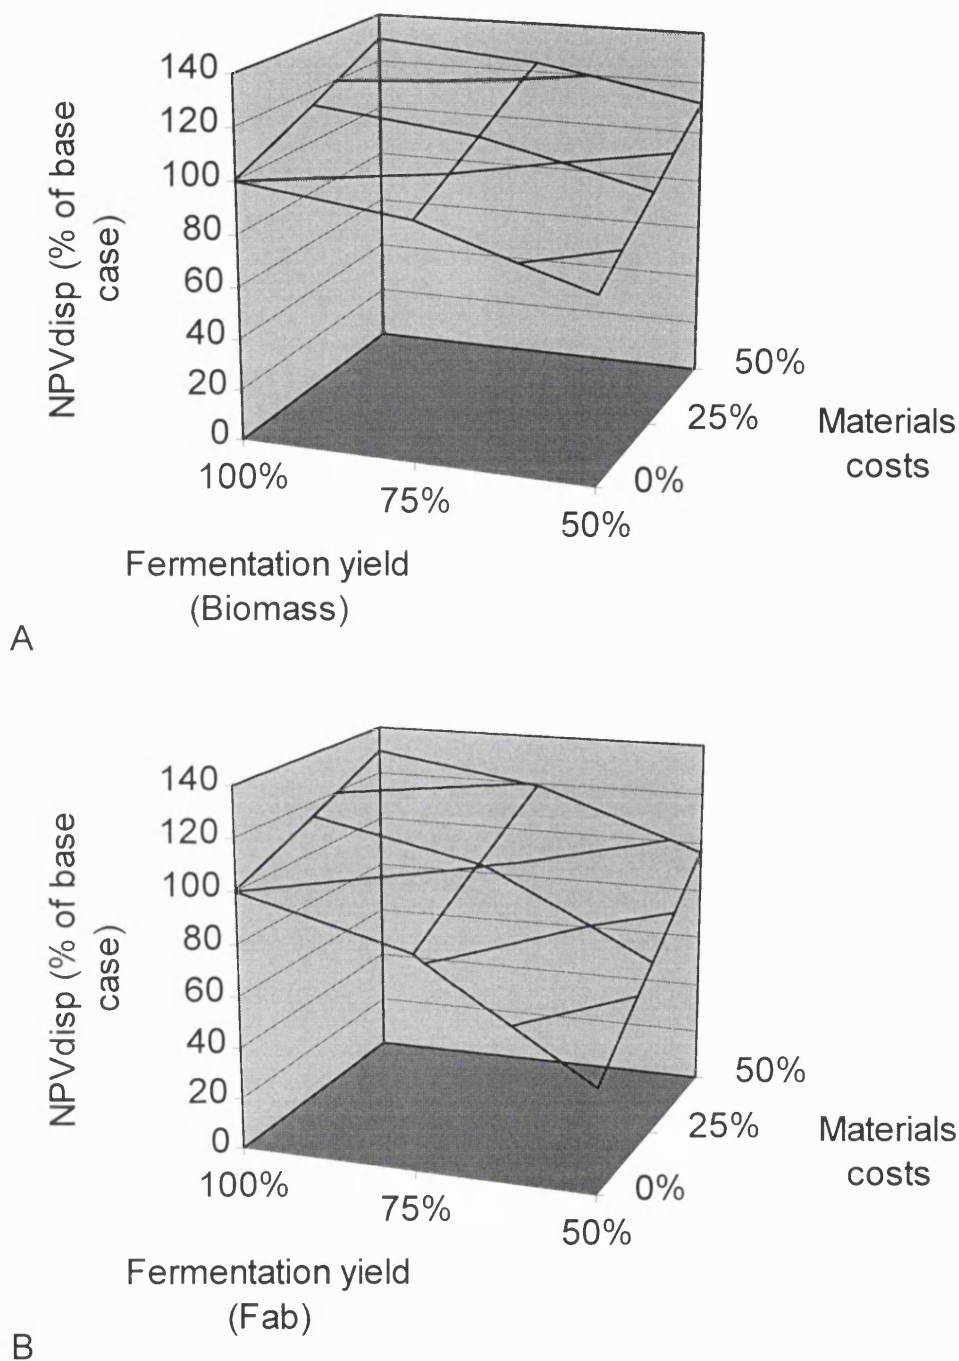 NPVdisp (% of base
case)
140
120
100
80
60
40
20
0
100%
75%
50%
0%
25%
50%
Materials
costs
Fermentation yield
(Biomass)
A
NPVdisp (% of base
case)
140
120
100
80
60
40
20
0
100%
75%
50%
0%
25%
50%
Materials
costs
Fermentation yield
(Fab)
B